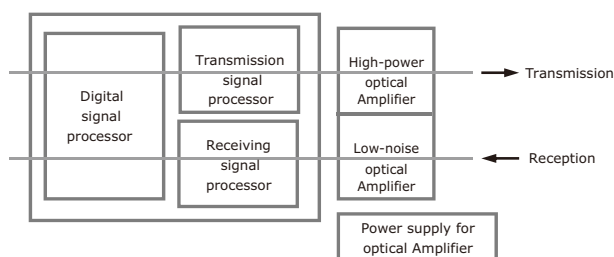 Digital
signal
processor
Transmission
signal
processor
High-power
optical
Amplifier
Transmission
Receiving
signal
processor
Low-noise
optical
Amplifier
Reception
Power supply for
optical Amplifier